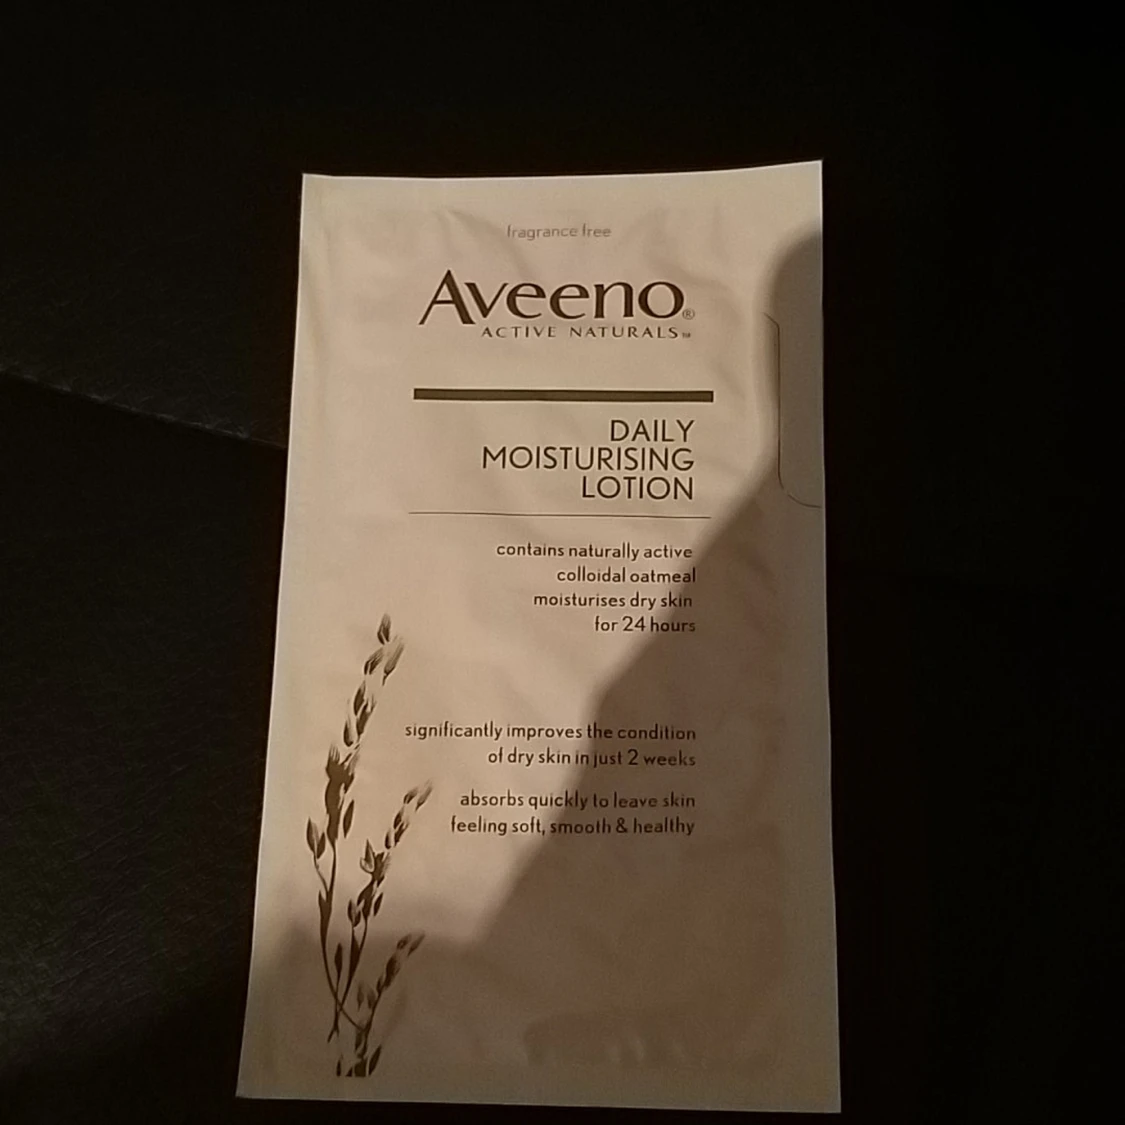 fragrance free
Aveeno®
ACTIVE NATURALS™
DAILY
MOISTURISING
LOTION
contains naturally active
colloidal oatmeal
moisturises dry skin
for 24 hours
significantly improves the condition
of dry skin in just 2 weeks
absorbs quickly to leave skin
feeling soft, smooth & healthy